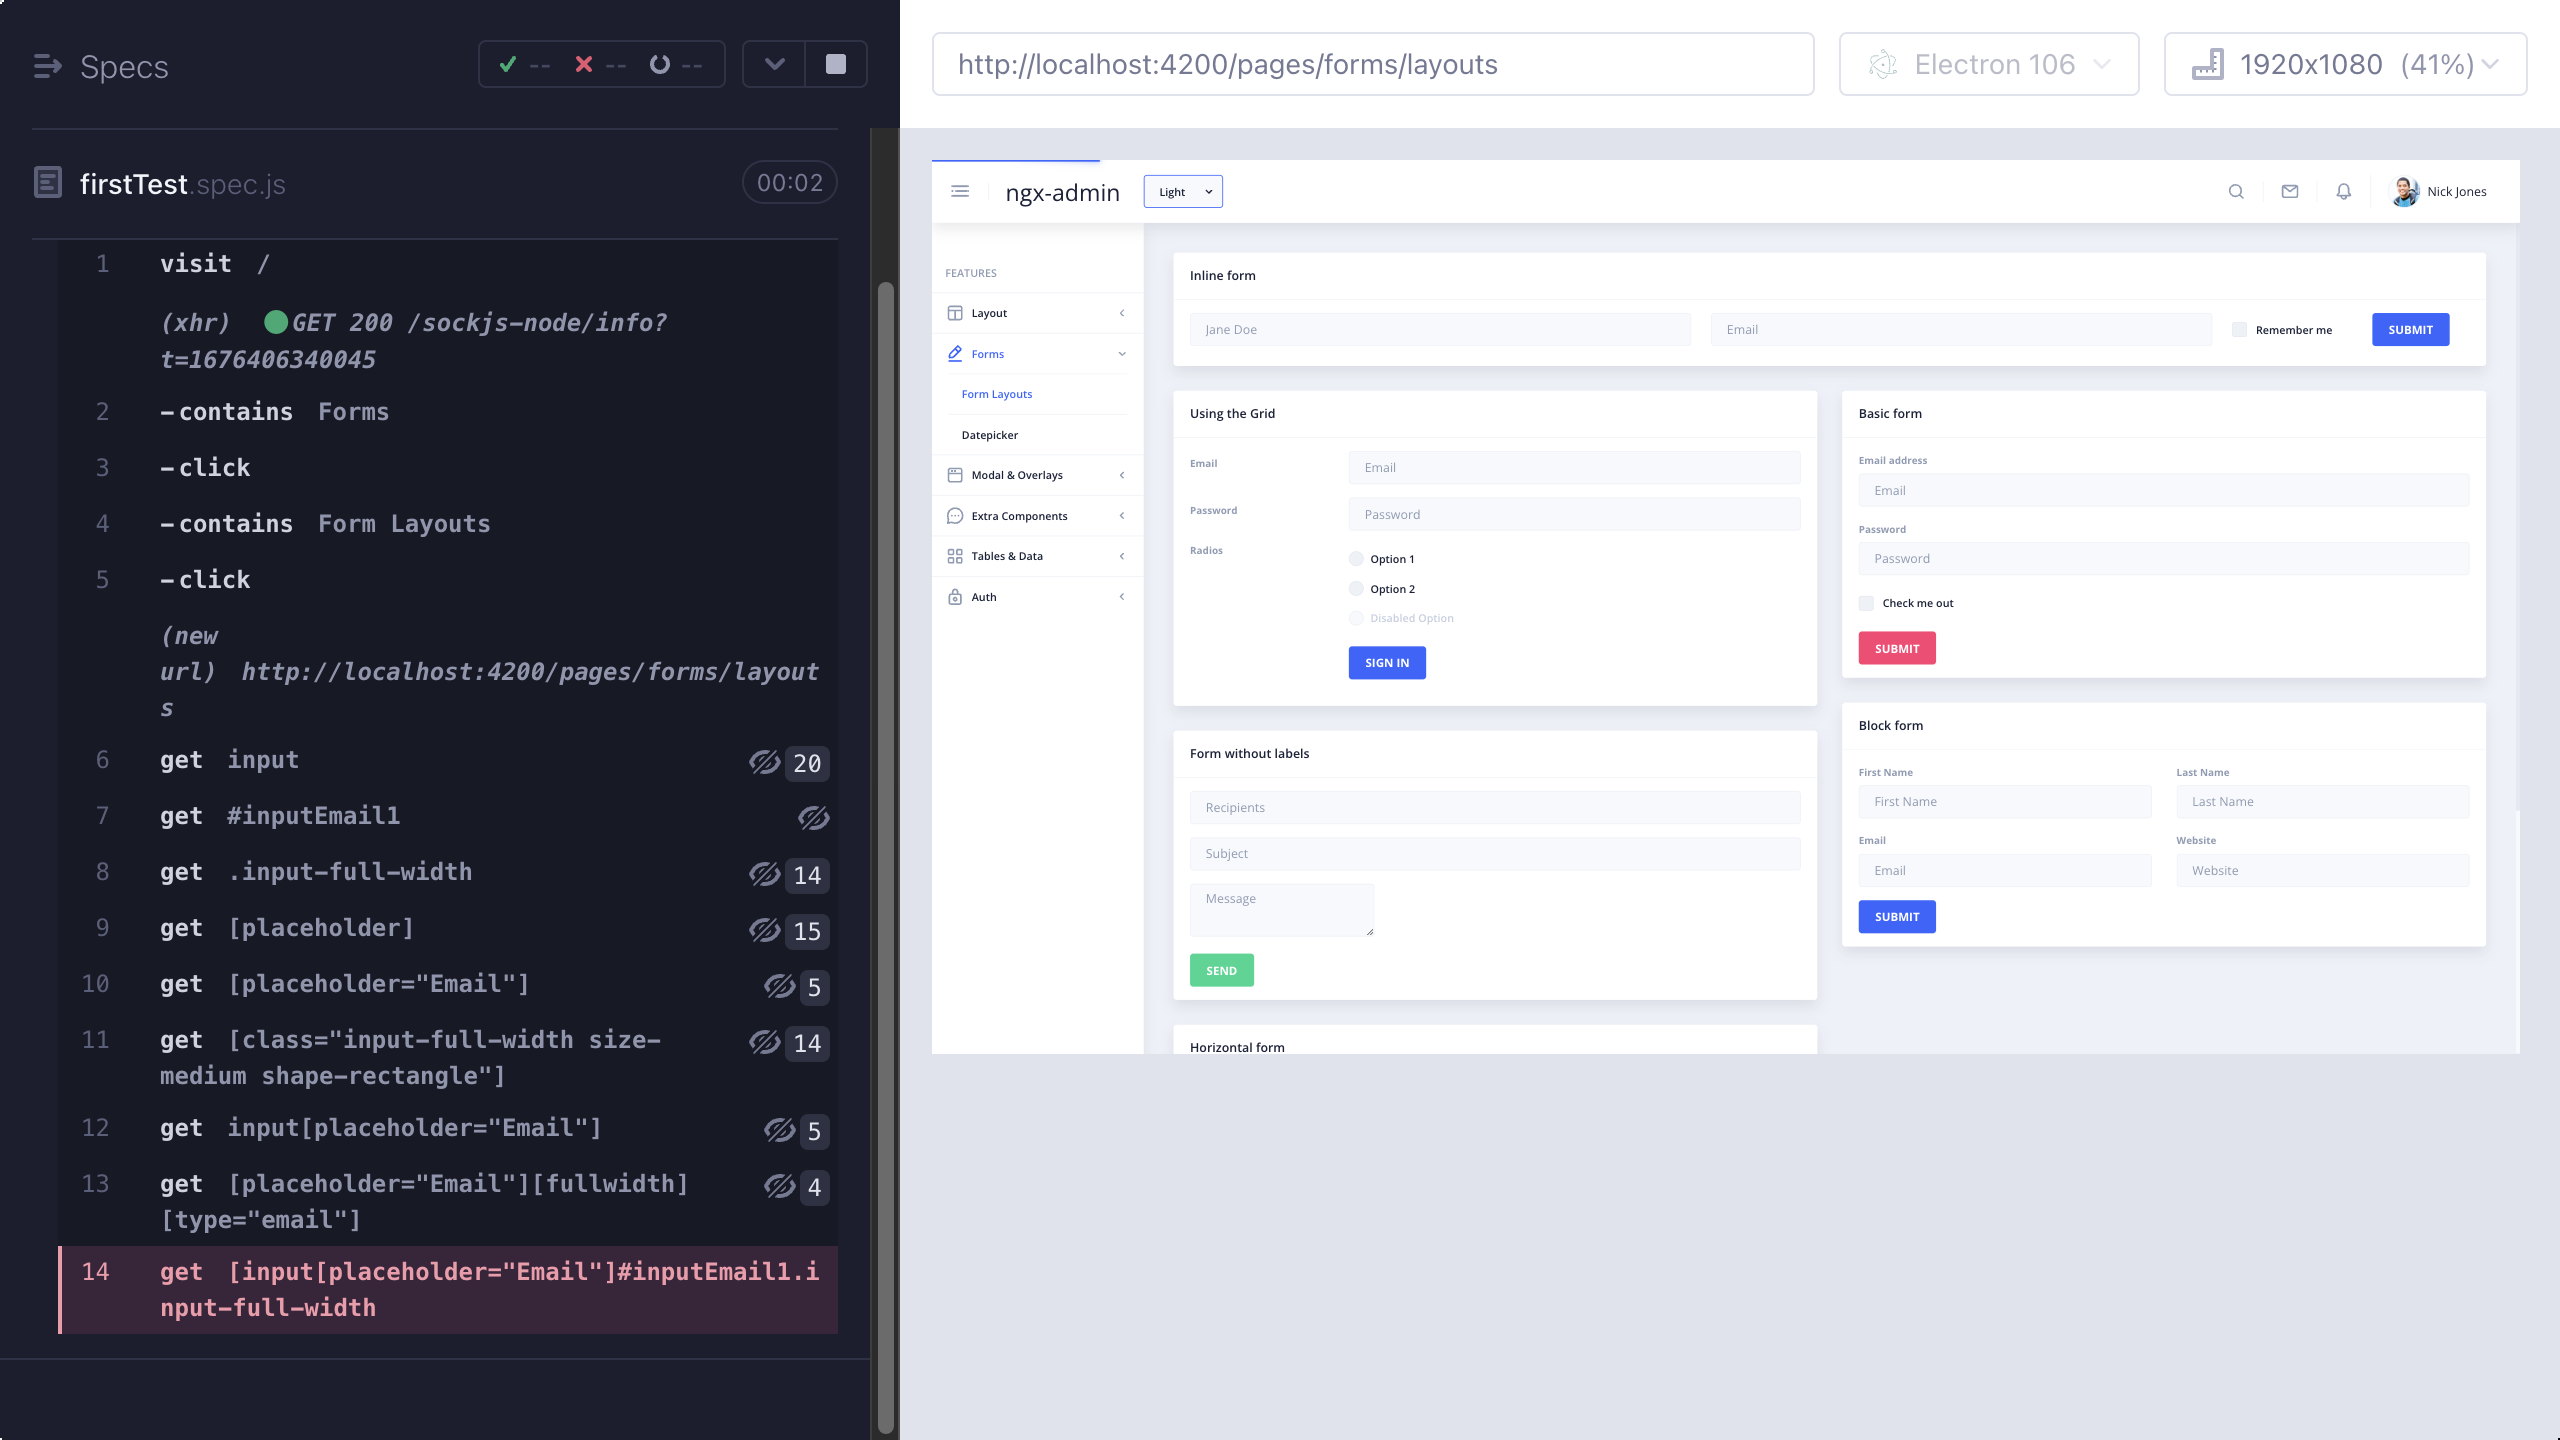 Specs
-- -- --
firstTest.spec.js
00:02
1 visit /
(xhr) GET 200 /sockjs-node/info?
t=1676406340045
2 -contains Forms
3 -click
4 -contains Form Layouts
5 -click
(new
url) http://localhost:4200/pages/forms/layout
s
6 get input 20
7 get #inputEmail1
8 get .input-full-width 14
9 get [placeholder] 15
10 get [placeholder="Email"] 5
11 get [class="input-full-width size-
medium shape-rectangle"] 14
12 get input[placeholder="Email"] 5
13 get [placeholder="Email"][fullwidth]
[type="email"] 4
14 get [input[placeholder="Email"]#inputEmail1.i
nput-full-width
http://localhost:4200/pages/forms/layouts
Electron 106
1920x1080 (41%)
ngx-admin
Light
Nick Jones
FEATURES
Layout
Forms
Form Layouts
Datepicker
Modal & Overlays
Extra Components
Tables & Data
Auth
Inline form
Jane Doe
Email
Remember me
SUBMIT
Using the Grid
Email
Email
Password
Password
Radios
Option 1
Option 2
Disabled Option
SIGN IN
Basic form
Email address
Email
Password
Password
Check me out
SUBMIT
Form without labels
Recipients
Subject
Message
SEND
Block form
First Name
Last Name
First Name
Last Name
Email
Website
Email
Website
SUBMIT
Horizontal form